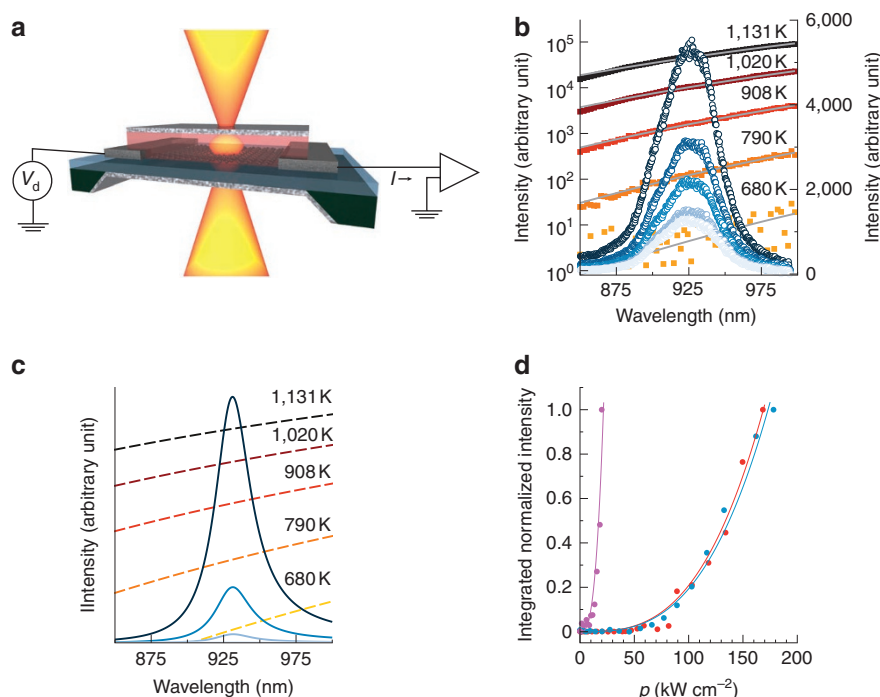 a
V_d
I→
b
Intensity (arbitrary unit)
10^5
10^4
10^3
10^2
10^1
10^0
1,131 K
1,020 K
908 K
790 K
680 K
6,000
4,000
2,000
0
Intensity (arbitrary unit)
875 925 975
Wavelength (nm)
c
IIntensity (arbitrary unit)
1,131 K
1,020 K
908 K
790 K
680 K
875 925 975
Wavelength (nm)
d
Integrated normalized intensity
1.0
0.8
0.6
0.4
0.2
0
0 50 100 150 200
p (kW cm⁻²)